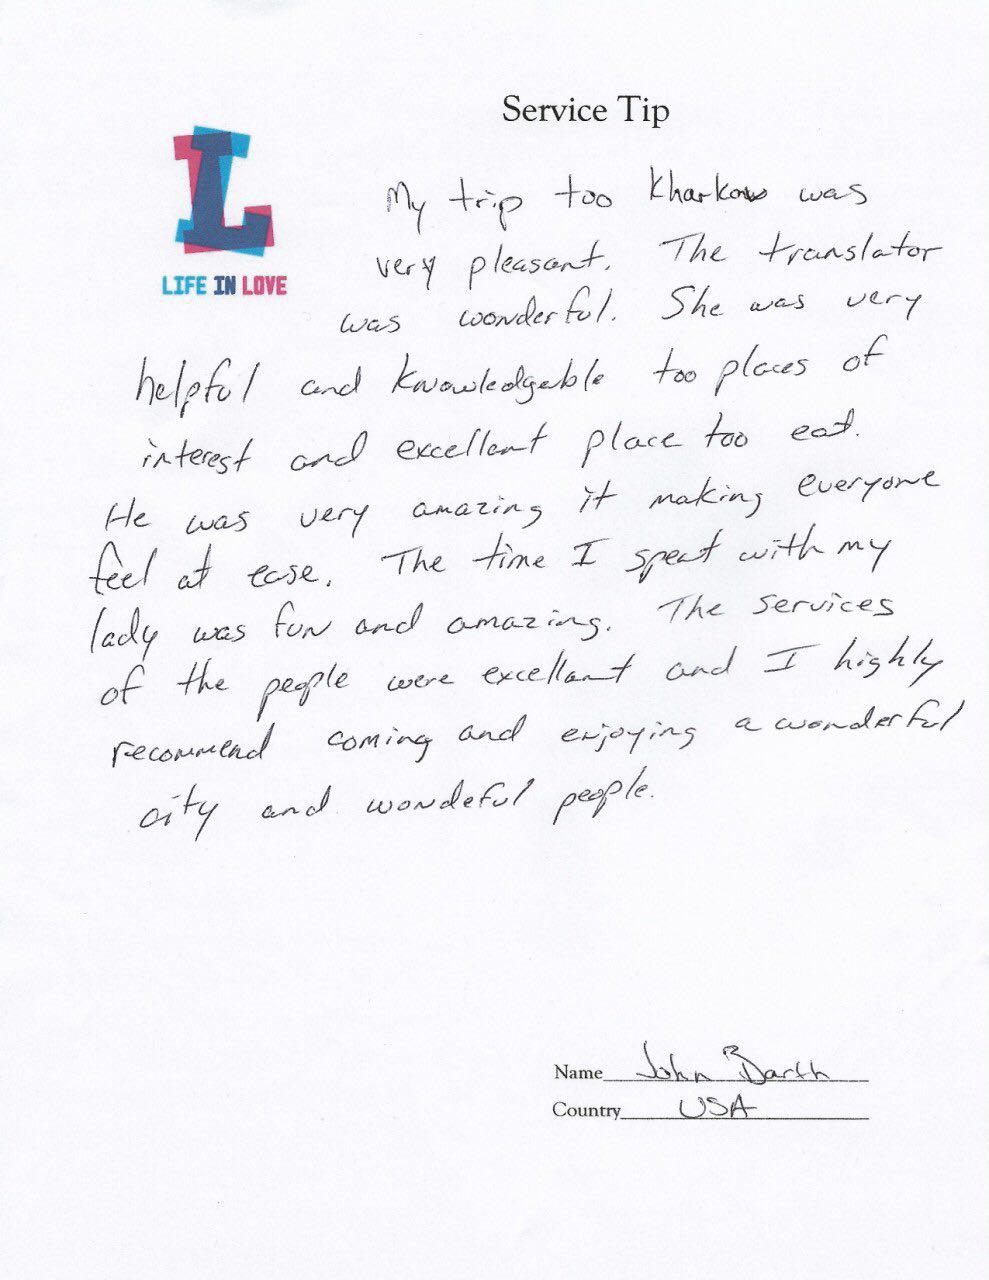 Service Tip
L
LIFE IN LOVE
My trip too Kharkow was
very pleasant. The translator
was wonderful. She was very
helpful and knowledgeable too places of
interest and excellent place too eat.
He was very amazing it making everyone
feel at ease. The time I spent with my
lady was fun and amazing. The services
of the people were excellant and I highly
recommend coming and enjoying a wonderful
city and wondeful people.
Name John Barth
Country USA